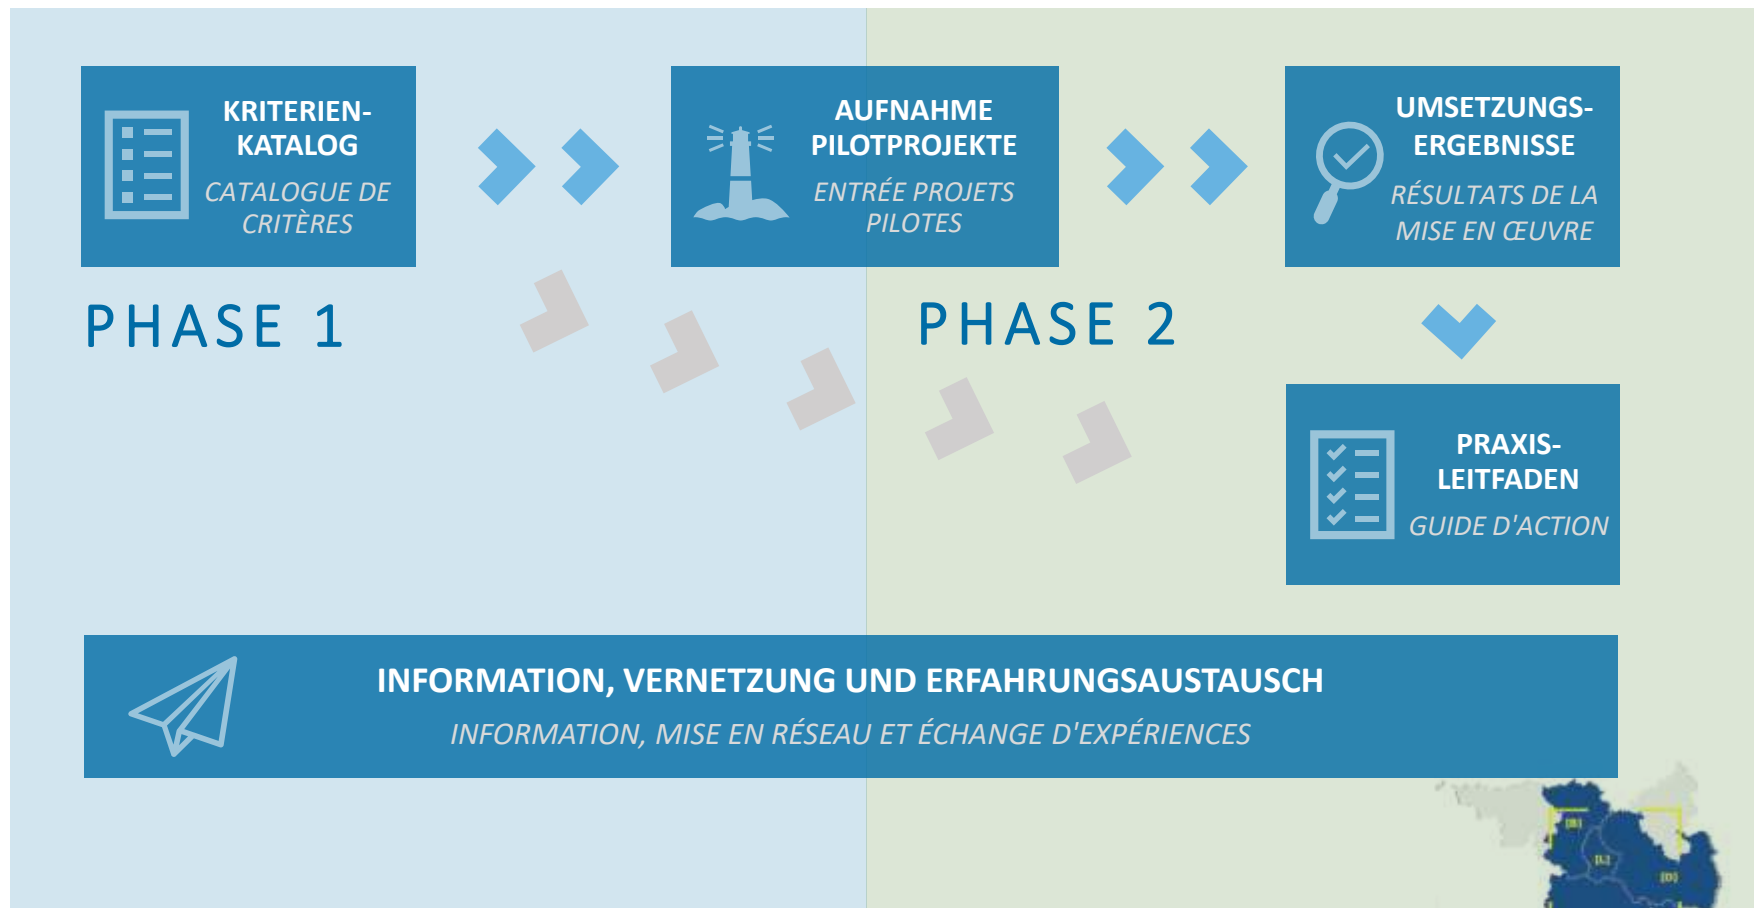 KRITERIEN-
KATALOG
CATALOGUE DE
CRITÈRES
AUFNAHME
PILOTPROJEKTE
ENTRÉE PROJETS
PILOTES
UMSETZUNGS-
ERGEBNISSE
RÉSULTATS DE LA
MISE EN ŒUVRE
PHASE 1
PHASE 2
PRAXIS-
LEITFADEN
GUIDE D'ACTION
INFORMATION, VERNETZUNG UND ERFAHRUNGSAUSTAUSCH
INFORMATION, MISE EN RÉSEAU ET ÉCHANGE D'EXPÉRIENCES
[B]
[L]
[D]